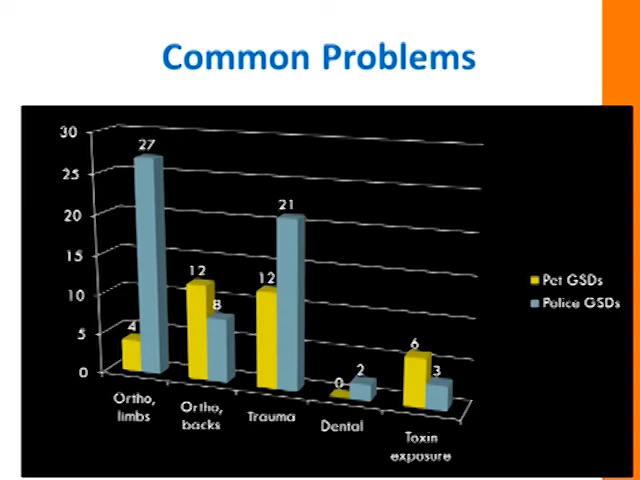 Common Problems
30
25
20
15
10
5
0
4
27
12
8
12
21
0
2
6
3
Ortho,
limbs
Ortho,
backs
Trauma
Dental
Toxin
exposure
Pet GSDs
Police GSDs